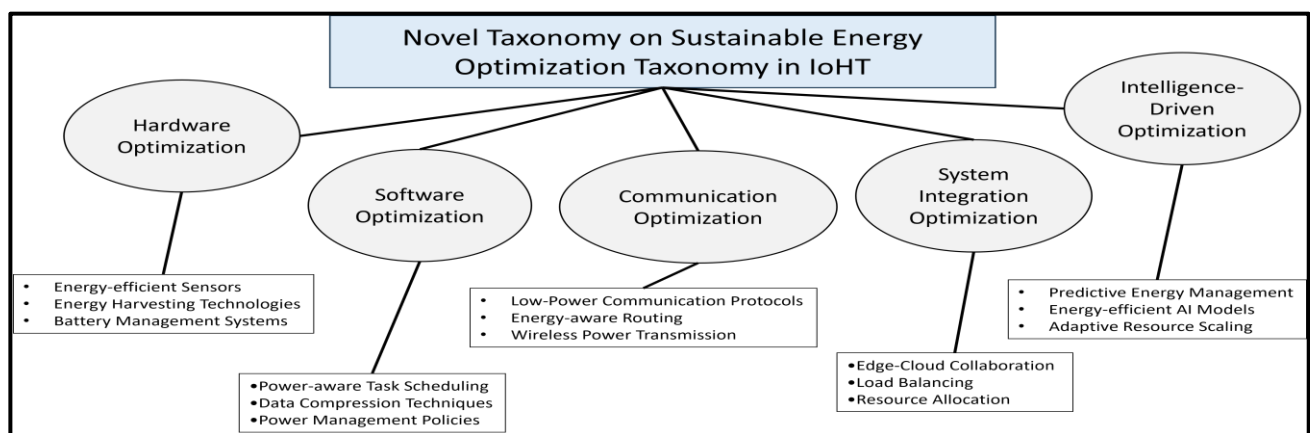 Novel Taxonomy on Sustainable Energy
Optimization Taxonomy in IoHT
Hardware
Optimization
Software
Optimization
Communication
Optimization
System
Integration
Optimization
Intelligence-
Driven
Optimization
• Energy-efficient Sensors
• Energy Harvesting Technologies
• Battery Management Systems
•Power-aware Task Scheduling
•Data Compression Techniques
•Power Management Policies
• Low-Power Communication Protocols
• Energy-aware Routing
• Wireless Power Transmission
•Edge-Cloud Collaboration
•Load Balancing
•Resource Allocation
• Predictive Energy Management
• Energy-efficient AI Models
• Adaptive Resource Scaling